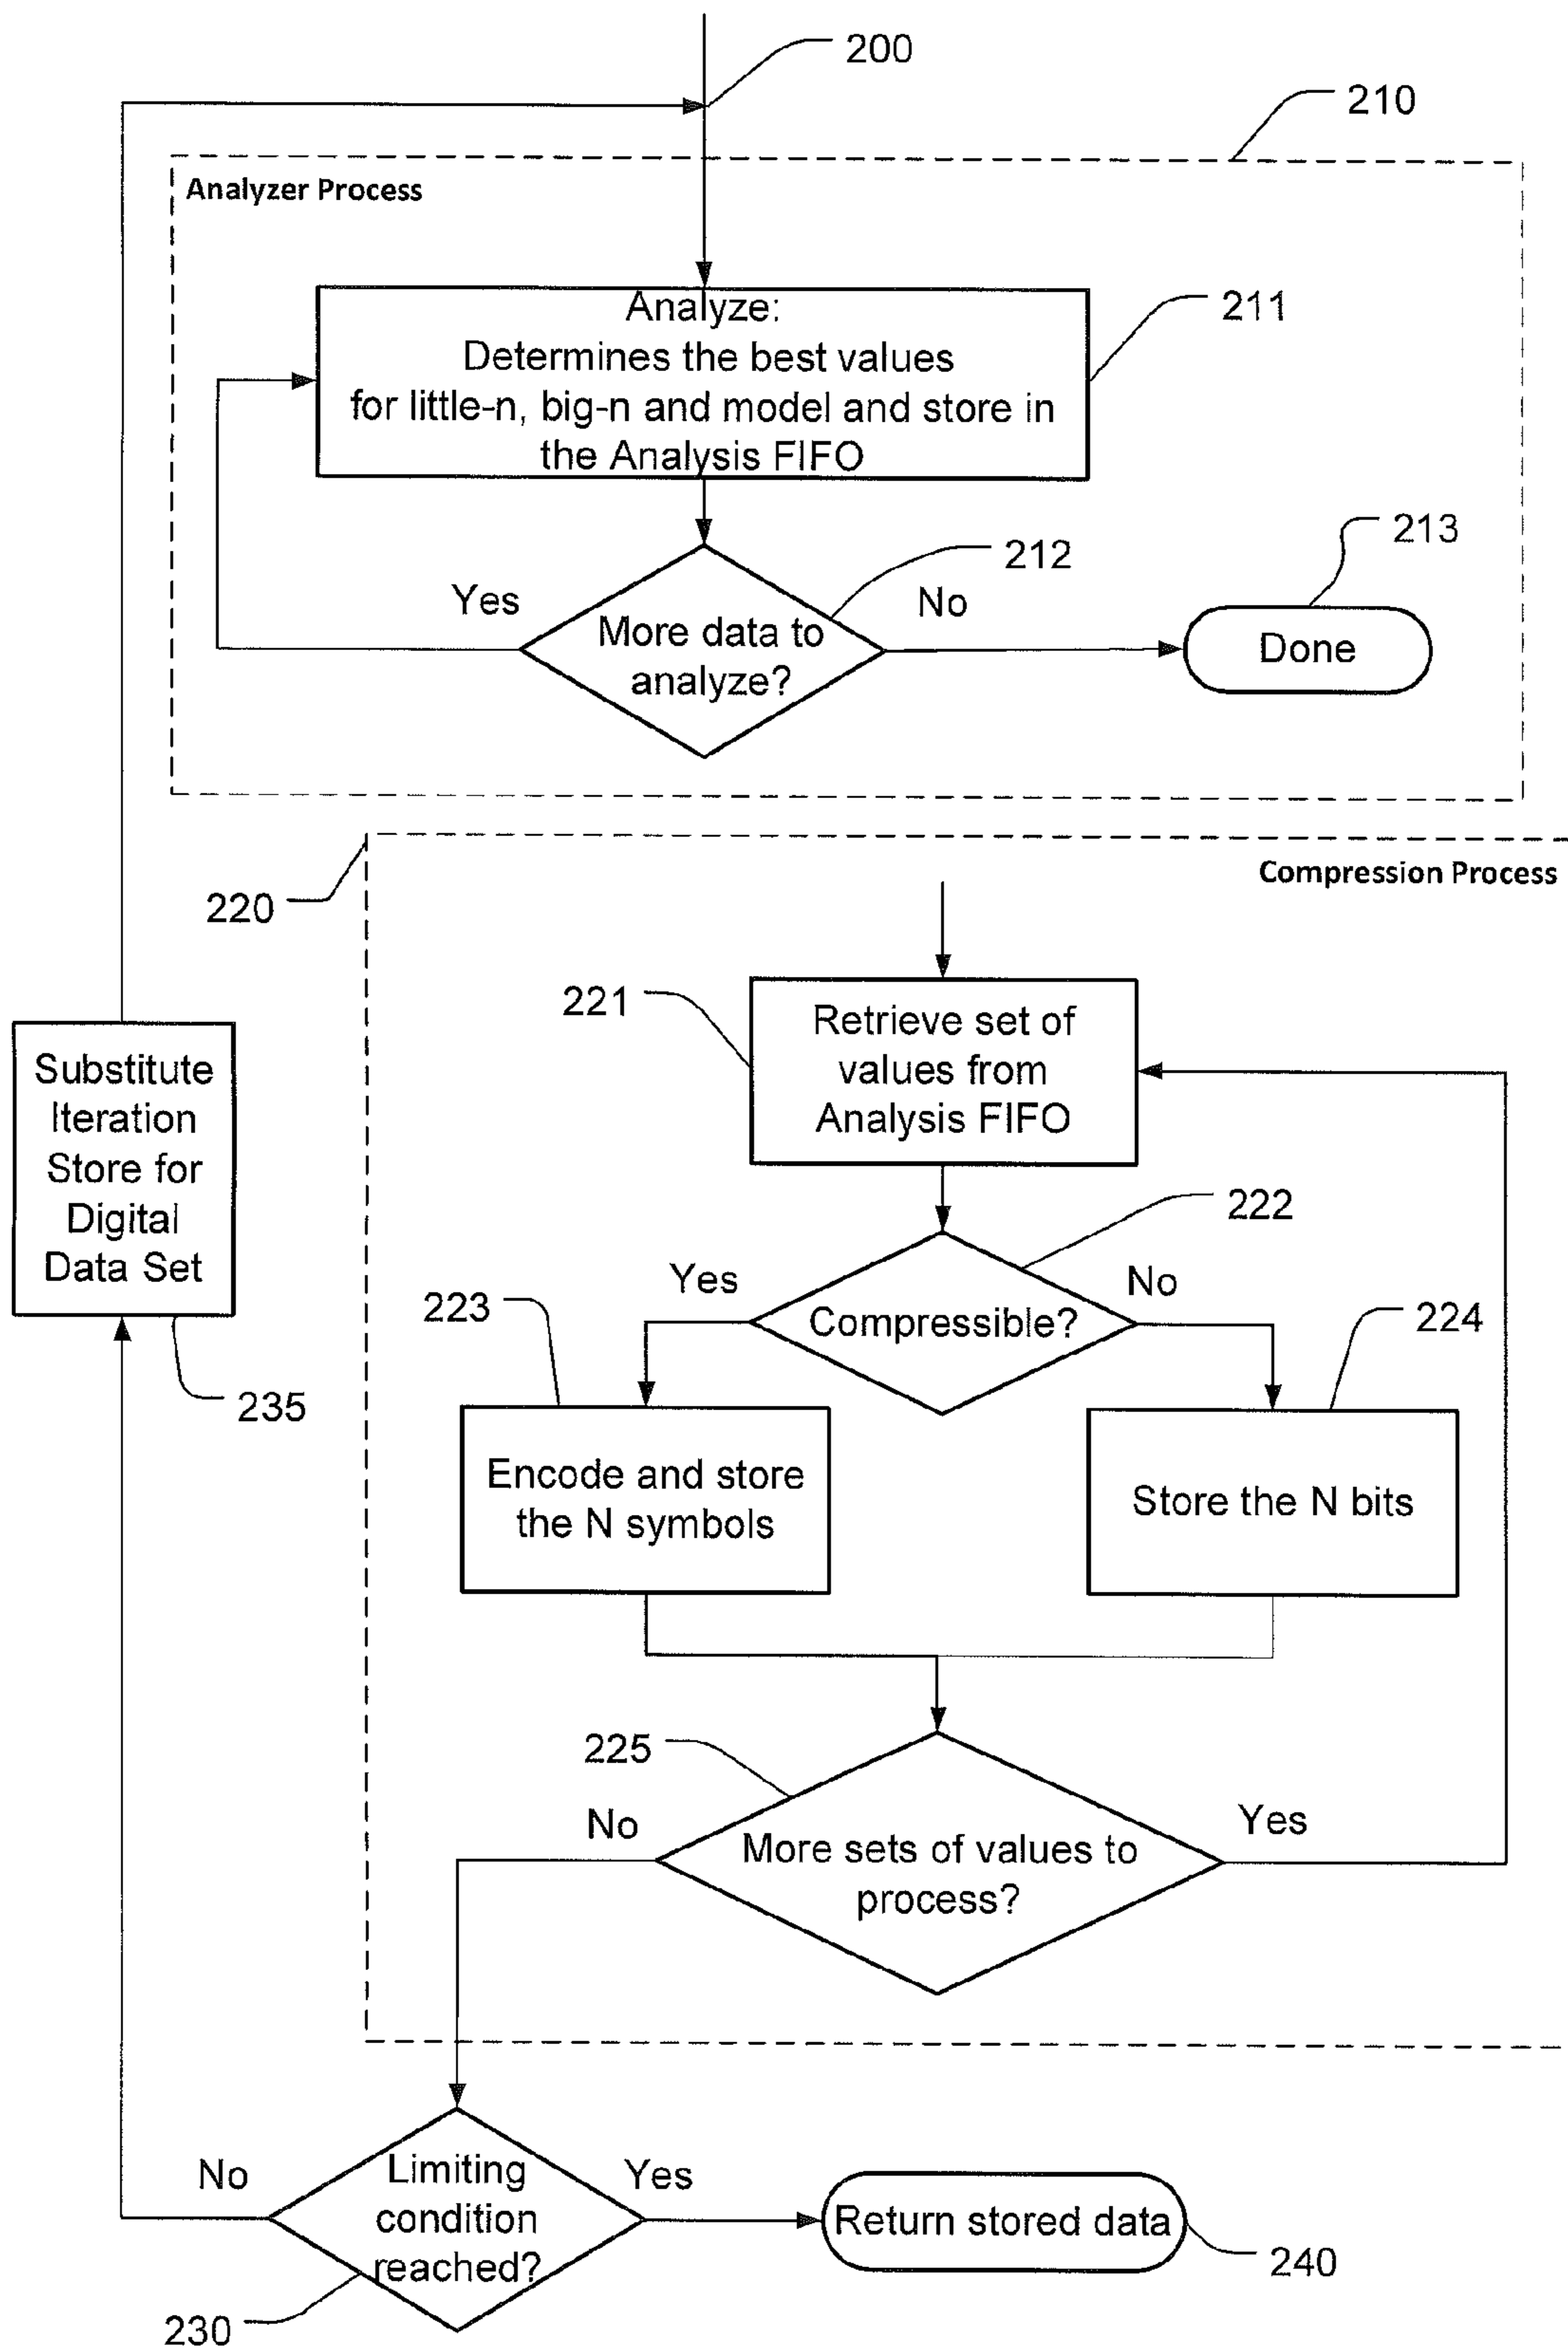 200
210
Analyzer Process
211
Analyze:
Determines the best values
for little-n, big-n and model and store in
the Analysis FIFO
213
212
Yes
No
More data to
analyze?
Done
220
Compression Process
221
Retrieve set of
values from
Analysis FIFO
Substitute
Iteration
Store for
Digital
Data Set
235
222
Yes
No
223
Compressible?
224
Encode and store
the N symbols
Store the N bits
225
No
Yes
More sets of values to
process?
No
Limiting
condition
reached?
Yes
Return stored data
240
230